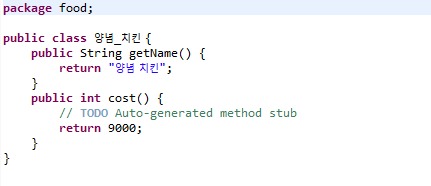 package food;
public class 양념_치킨 {
public String getName() {
return "양념 치킨";
}
public int cost() {
// TODO Auto-generated method stub
return 9000;
}
}